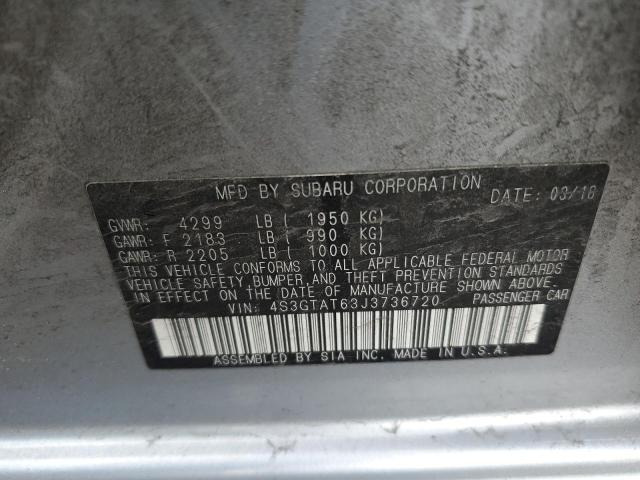 MFD BY SUBARU CORPORATION DATE: 03/18
GVWR: 4299 LB ( 1950 KG)
GAWR: F 2183 LB ( 990 KG)
GAWR: R 2205 LB ( 1000 KG)
THIS VEHICLE CONFORMS TO ALL APPLICABLE FEDERAL MOTOR
VEHICLE SAFETY, BUMPER, AND THEFT PREVENTION STANDARDS
IN EFFECT ON THE DATE OF MANUFACTURE SHOWN ABOVE.
VIN: 4S3GTAT63J3736720 PASSENGER CAR
ASSEMBLED BY SIA INC. MADE IN U.S.A.